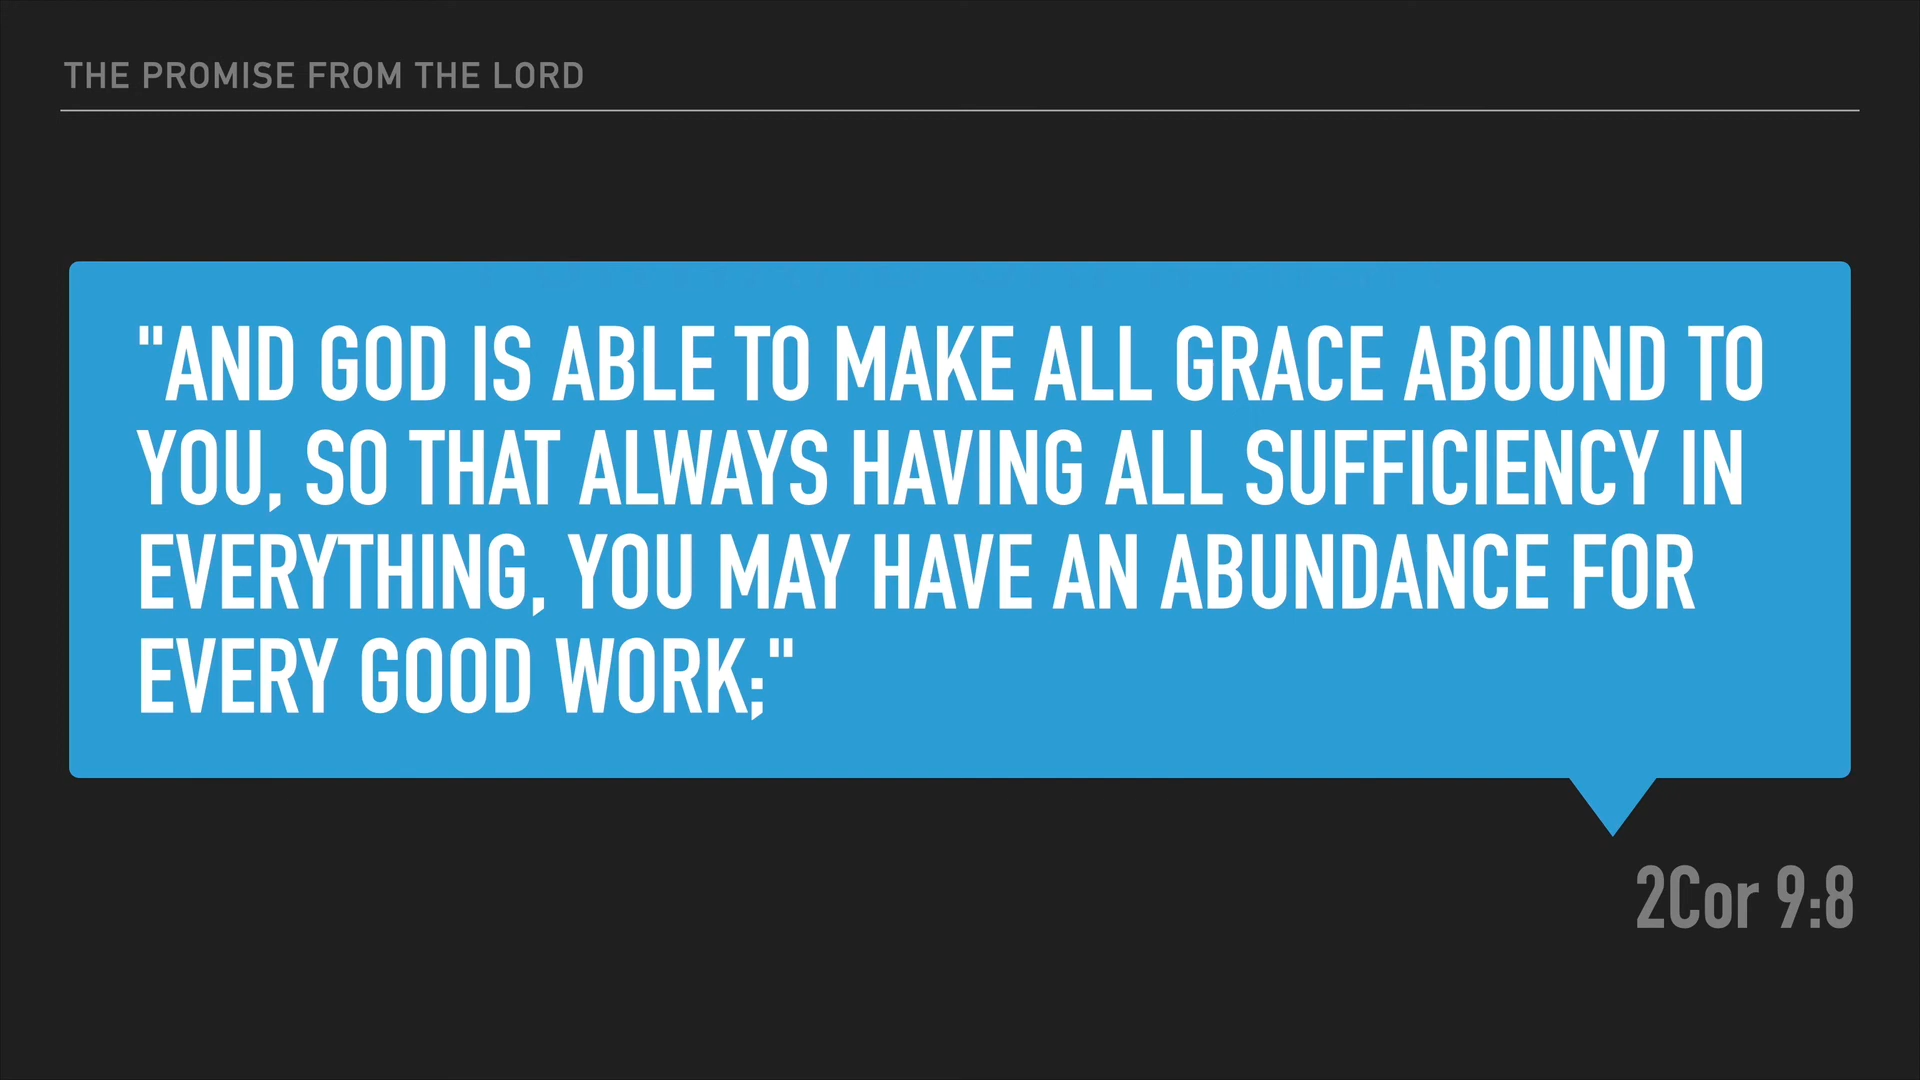 THE PROMISE FROM THE LORD
"AND GOD IS ABLE TO MAKE ALL GRACE ABOUND TO
YOU, SO THAT ALWAYS HAVING ALL SUFFICIENCY IN
EVERYTHING, YOU MAY HAVE AN ABUNDANCE FOR
EVERY GOOD WORK;"
2Cor 9:8